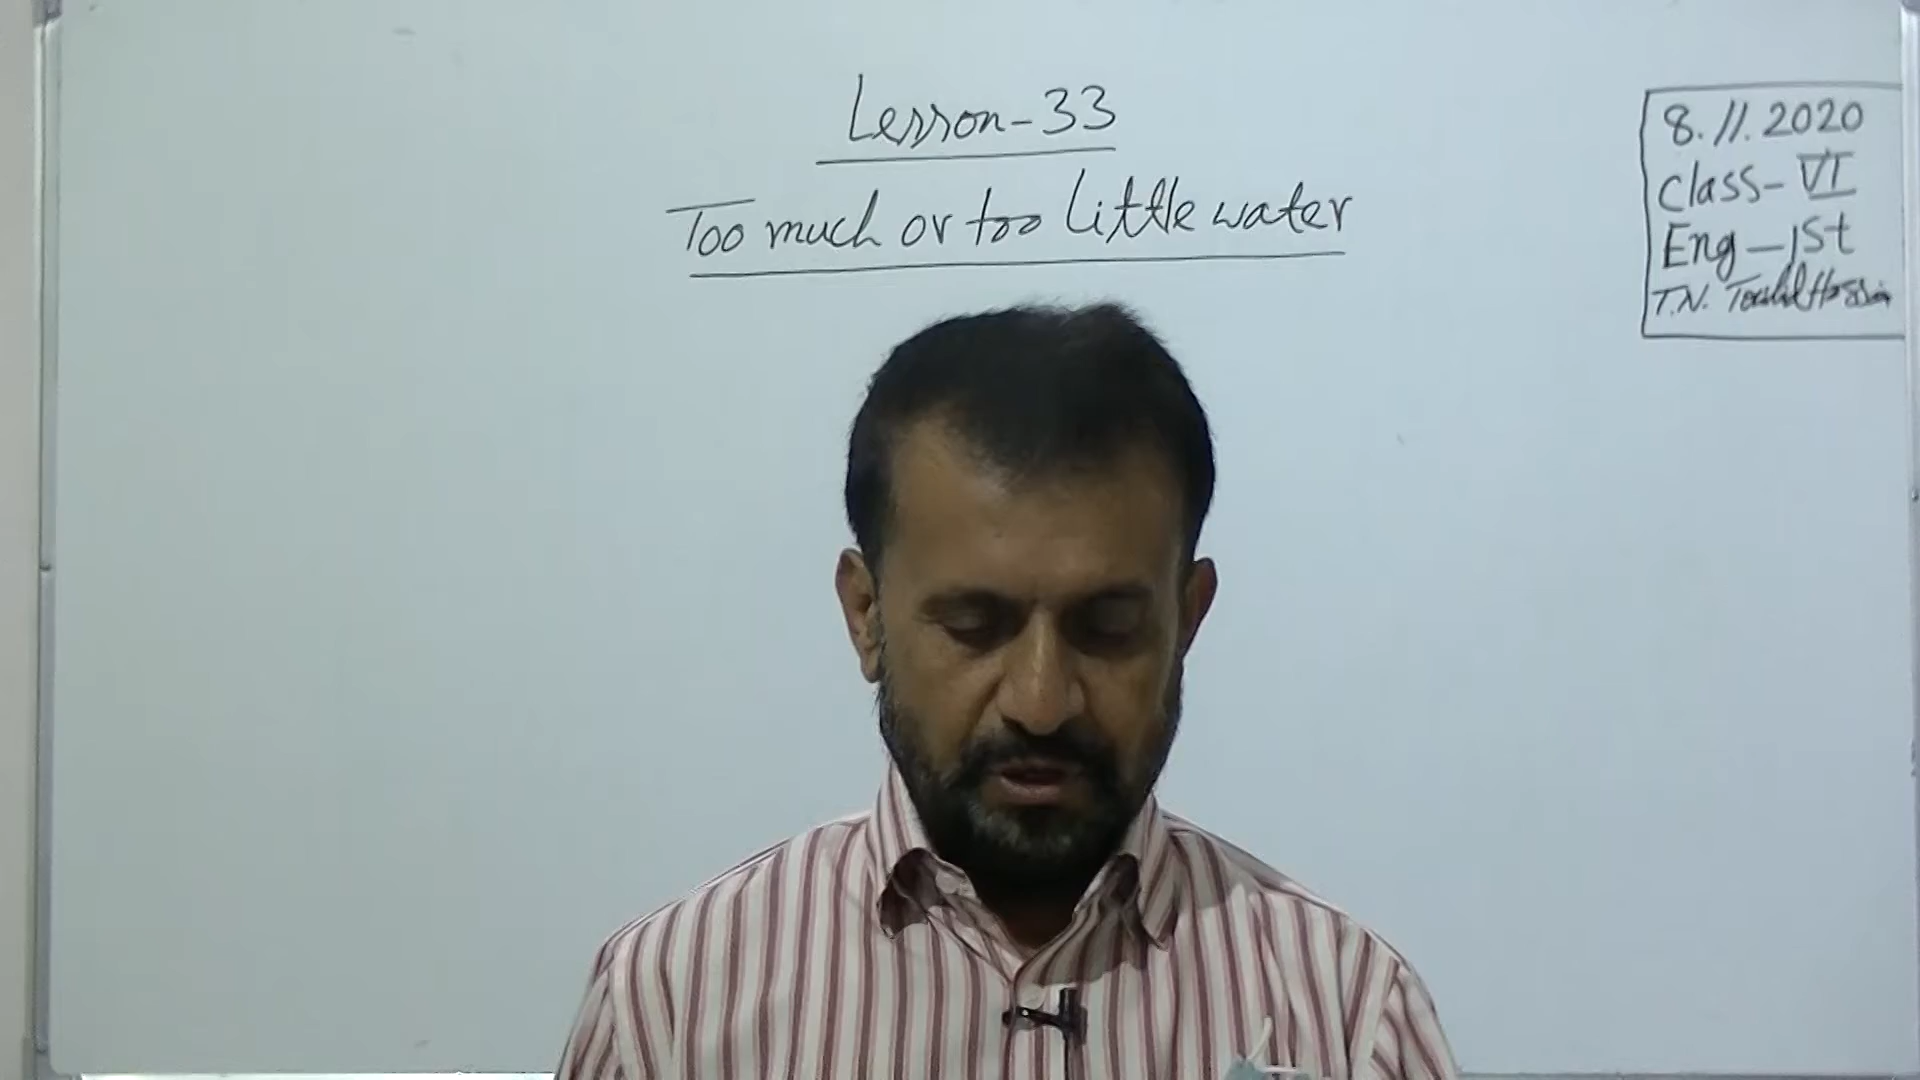 Lesson-33
Too much or too little water
8.11.2020
Class-VI
Eng-1st
T.N.